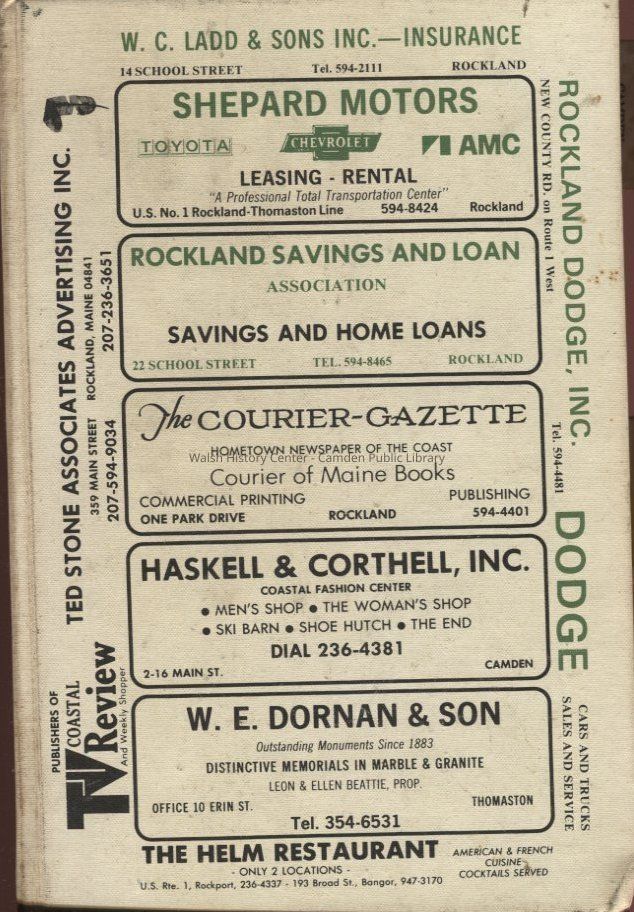 W. C. LADD & SONS INC.—INSURANCE
14 SCHOOL STREET Tel. 594-2111 ROCKLAND
SHEPARD MOTORS
TOYOTA CHEVROLET AMC
LEASING - RENTAL
"A Professional Total Transportation Center"
U.S. No. 1 Rockland-Thomaston Line 594-8424 Rockland
ROCKLAND SAVINGS AND LOAN
ASSOCIATION
SAVINGS AND HOME LOANS
22 SCHOOL STREET TEL. 594-8465 ROCKLAND
The COURIER-GAZETTE
HOMETOWN NEWSPAPER OF THE COAST
Walsh History Center - Camden Public Library
Courier of Maine Books
COMMERCIAL PRINTING PUBLISHING
ONE PARK DRIVE ROCKLAND 594-4401
HASKELL & CORTHELL, INC.
COASTAL FASHION CENTER
• MEN'S SHOP • THE WOMAN'S SHOP
• SKI BARN • SHOE HUTCH • THE END
DIAL 236-4381
2-16 MAIN ST. CAMDEN
W. E. DORNAN & SON
Outstanding Monuments Since 1883
DISTINCTIVE MEMORIALS IN MARBLE & GRANITE
LEON & ELLEN BEATTIE, PROP.
OFFICE 10 ERIN ST. THOMASTON
Tel. 354-6531
THE HELM RESTAURANT
- ONLY 2 LOCATIONS -
U.S. Rte. 1, Rockport, 236-4337 - 193 Broad St., Bangor, 947-3170
AMERICAN & FRENCH
CUISINE
COCKTAILS SERVED
TED STONE ASSOCIATES ADVERTISING INC.
359 MAIN STREET ROCKLAND, MAINE 04841
207-594-9034 207-236-3651
PUBLISHERS OF
COASTAL
TV Review
And Weekly Shopper
ROCKLAND DODGE, INC. DODGE
NEW COUNTY RD. on Route 1 West Tel. 594-4481
CARS AND TRUCKS
SALES AND SERVICE